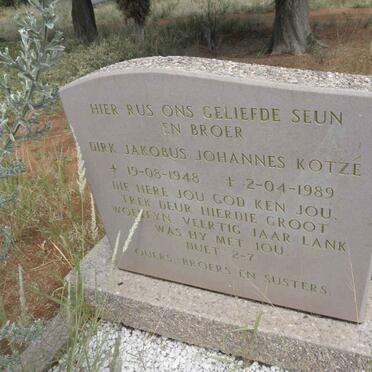 HIER RUS ONS GELIEFDE SEUN
EN BROER
DIRK JAKOBUS JOHANNES KOTZÉ
+ 19-08-1948 + 2-04-1989
DIE HERE JOU GOD KEN JOU
TREK DEUR HIERDIE GROOT
WOESTYN, VEERTIG JAAR LANK
WAS HY MET JOU.
DUET 2-7
OUERS, BROERS EN SUSTERS